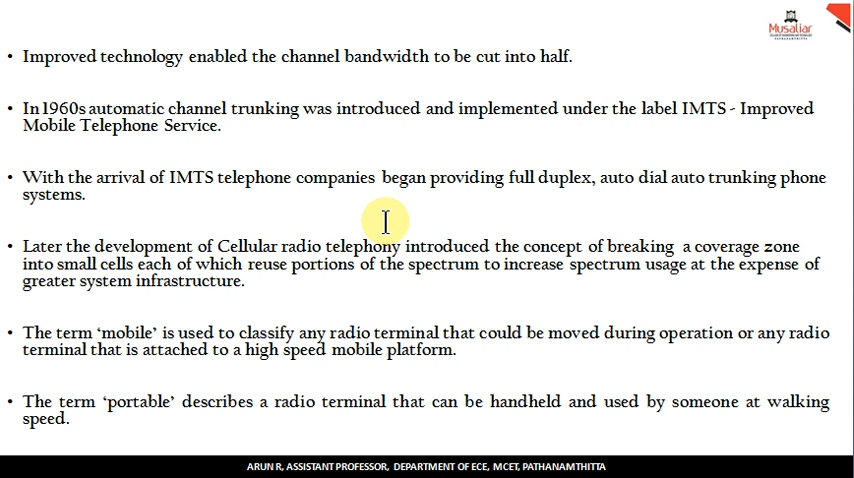 Musaliar
• Improved technology enabled the channel bandwidth to be cut into half.
• In 1960s automatic channel trunking was introduced and implemented under the label IMTS - Improved
Mobile Telephone Service.
• With the arrival of IMTS telephone companies began providing full duplex, auto dial auto trunking phone
systems.
• Later the development of Cellular radio telephony introduced the concept of breaking a coverage zone
into small cells each of which reuse portions of the spectrum to increase spectrum usage at the expense of
greater system infrastructure.
• The term ‘mobile’ is used to classify any radio terminal that could be moved during operation or any radio
terminal that is attached to a high speed mobile platform.
• The term ‘portable’ describes a radio terminal that can be handheld and used by someone at walking
speed.
ARUN R, ASSISTANT PROFESSOR, DEPARTMENT OF ECE, MCET, PATHANAMTHITTA